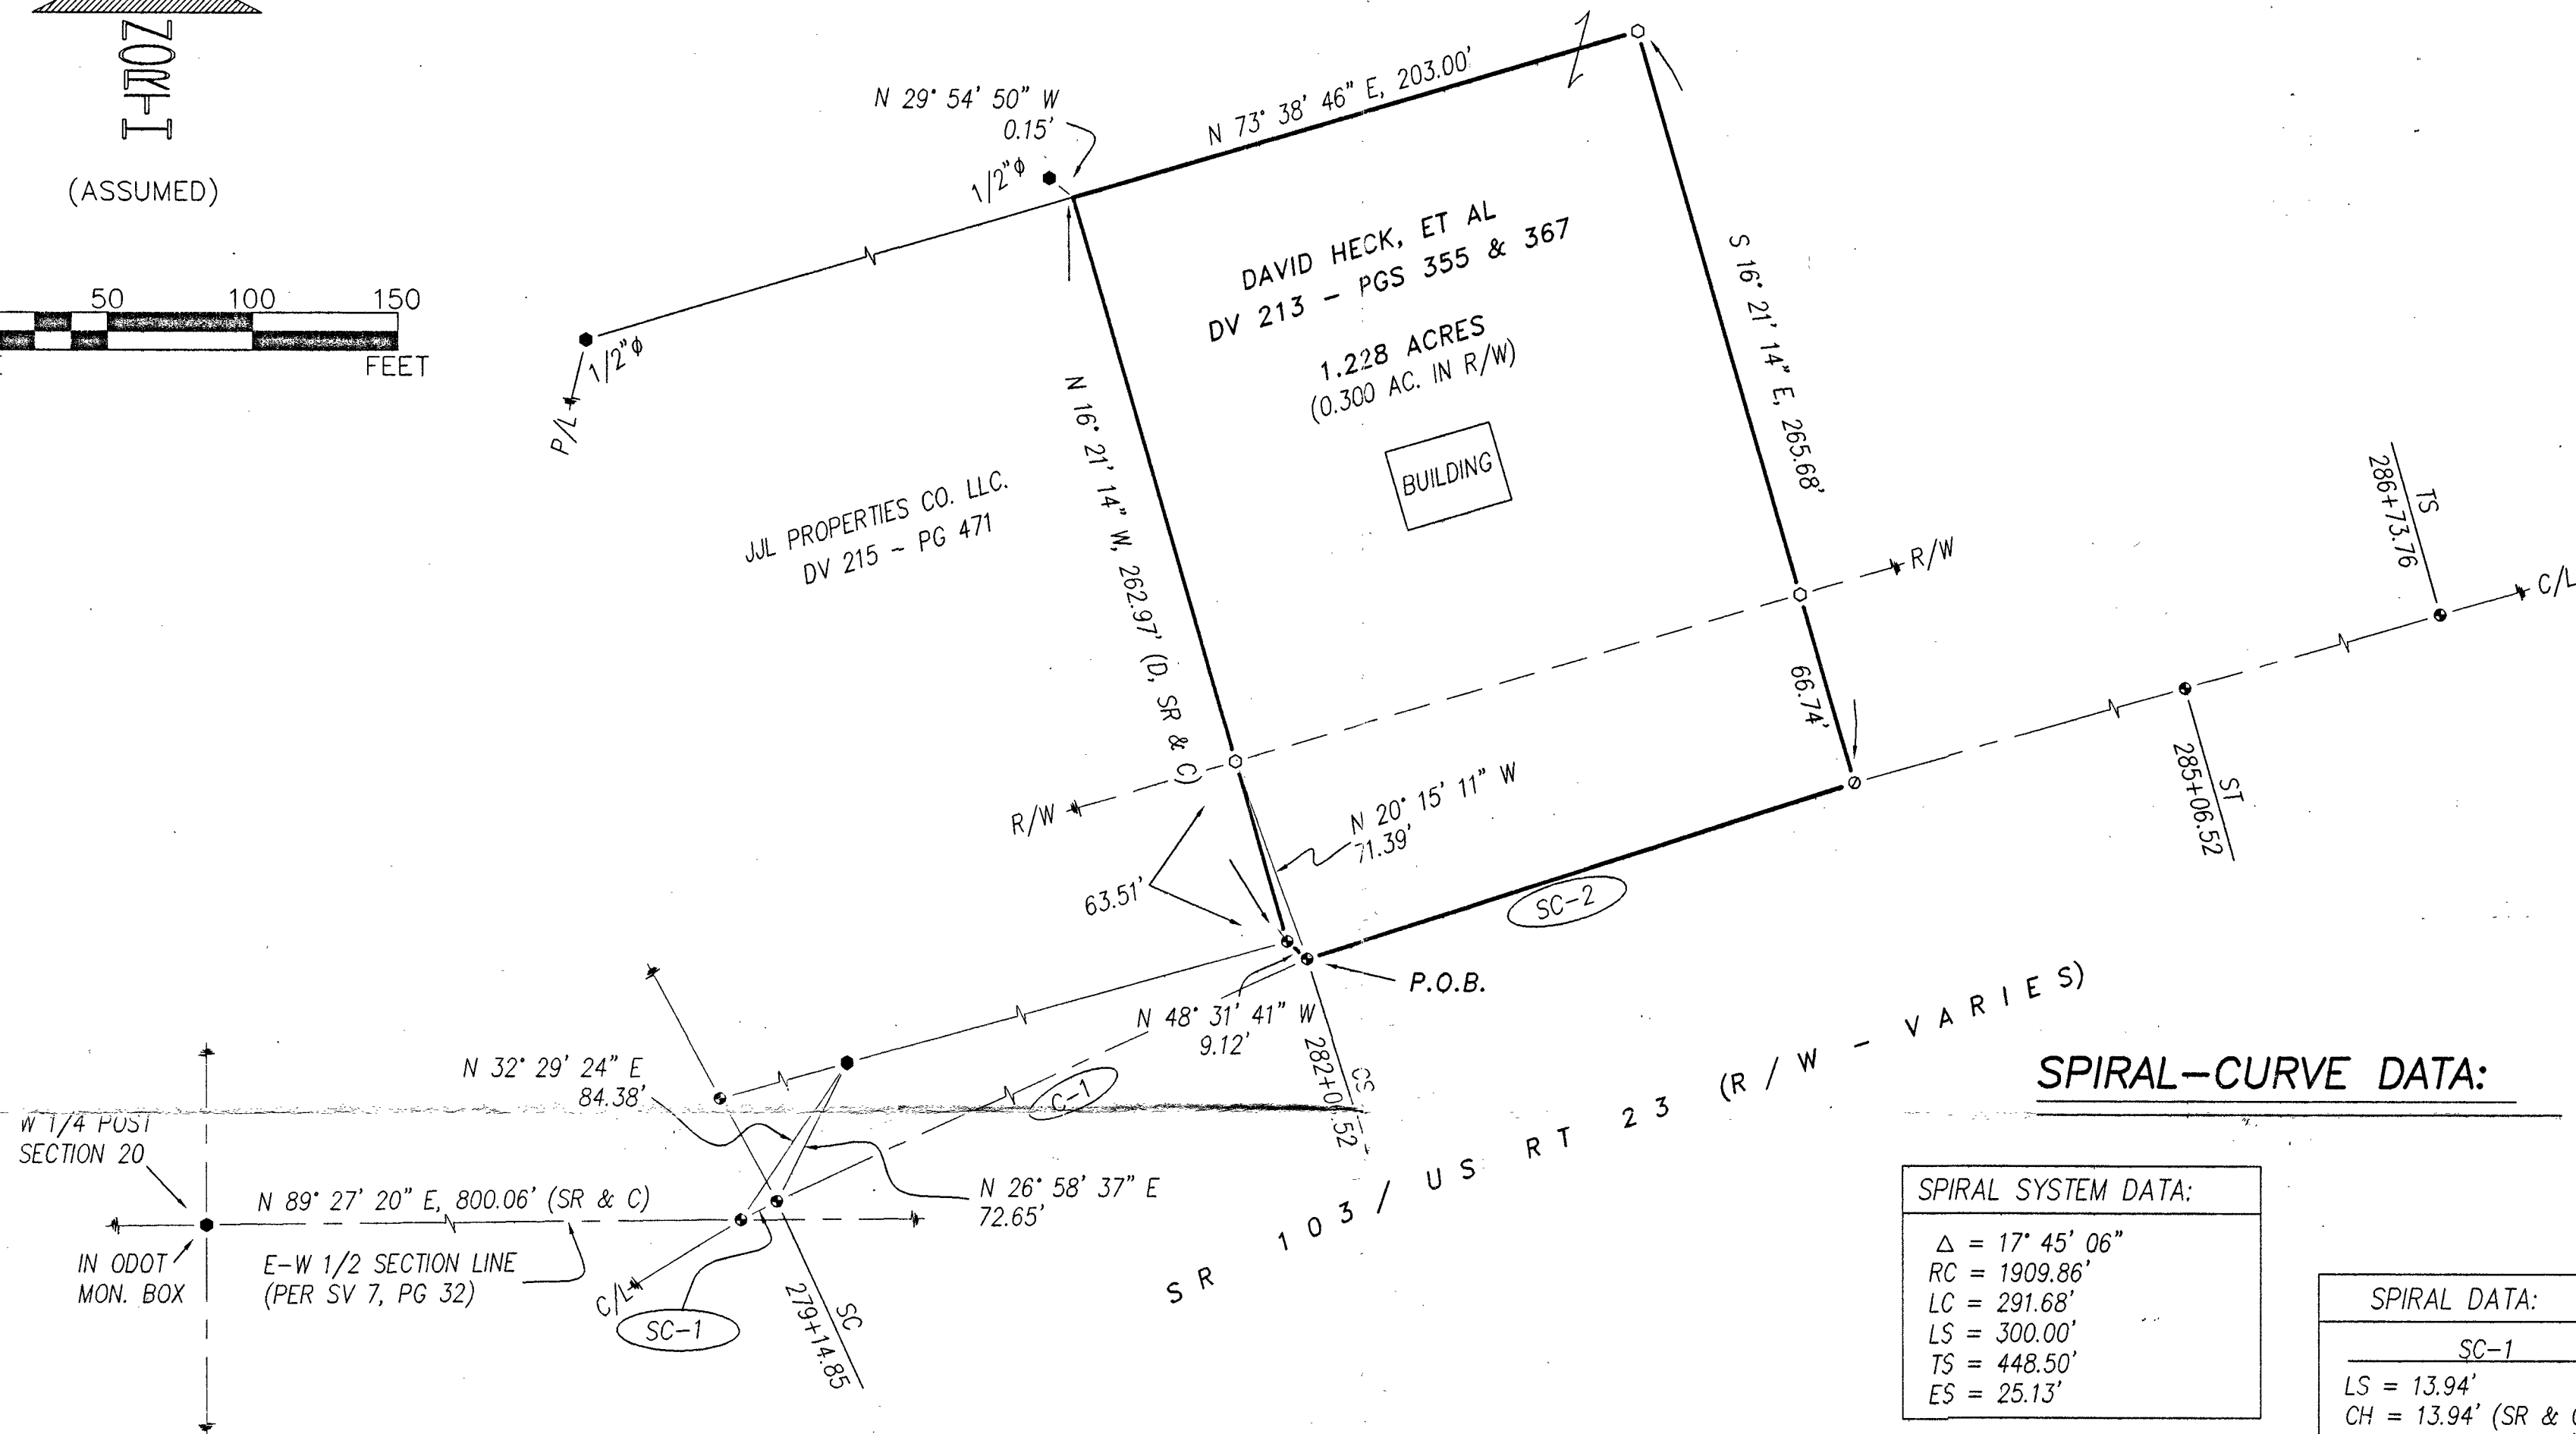 NORTH
(ASSUMED)
50 100 150
FEET
N 29° 54' 50" W
0.15'
1/2"ϕ
N 73° 38' 46" E, 203.00'
1/2"ϕ
P/L
DAVID HECK, ET AL
DV 213 - PGS 355 & 367
1.228 ACRES
(0.300 AC. IN R/W)
BUILDING
S 16° 21' 14" E, 265.68'
N 16° 21' 14" W, 262.97' (D, SR & C)
JJL PROPERTIES CO. LLC.
DV 215 - PG 471
TS
286+73.76
R/W
C/L
66.74'
ST
285+06.52
R/W
N 20° 15' 11" W
71.39'
63.51'
SC-2
P.O.B.
N 48° 31' 41" W
9.12'
CS
N 32° 29' 24" E
84.38'
C-1
SR 103 / US RT 23 (R/W - VARIES)
W 1/4 POST
SECTION 20
N 89° 27' 20" E, 800.06' (SR & C)
N 26° 58' 37" E
72.65'
IN ODOT
MON. BOX
E-W 1/2 SECTION LINE
(PER SV 7, PG 32)
C/L
SC-1
SC
279+14.85
SPIRAL-CURVE DATA:
SPIRAL SYSTEM DATA:
Δ = 17° 45' 06"
RC = 1909.86'
LC = 291.68'
LS = 300.00'
TS = 448.50'
ES = 25.13'
SPIRAL DATA:
SC-1
LS = 13.94'
CH = 13.94' (SR &